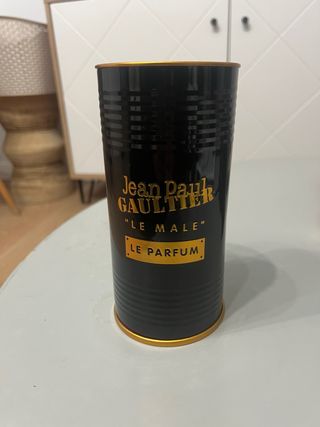 Jean Paul
GAULTIER
"LE MALE"
LE PARFUM